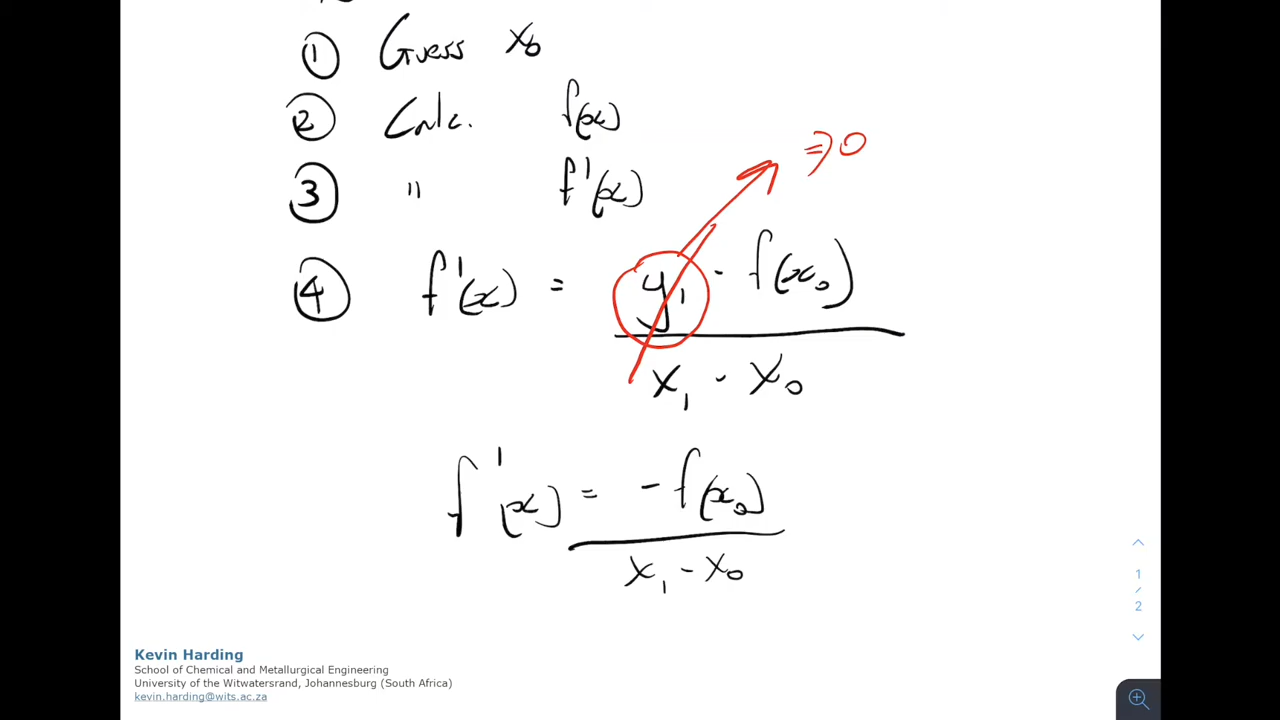 ① Guess x₀
② Calc. f(x)
③ " f'(x)
⇒ 0
④ f'(x) = y₁ - f(x₀)
x₁ - x₀
f'(x) = -f(x₀)
x₁ - x₀
1
/
2
Kevin Harding
School of Chemical and Metallurgical Engineering
University of the Witwatersrand, Johannesburg (South Africa)
kevin.harding@wits.ac.za